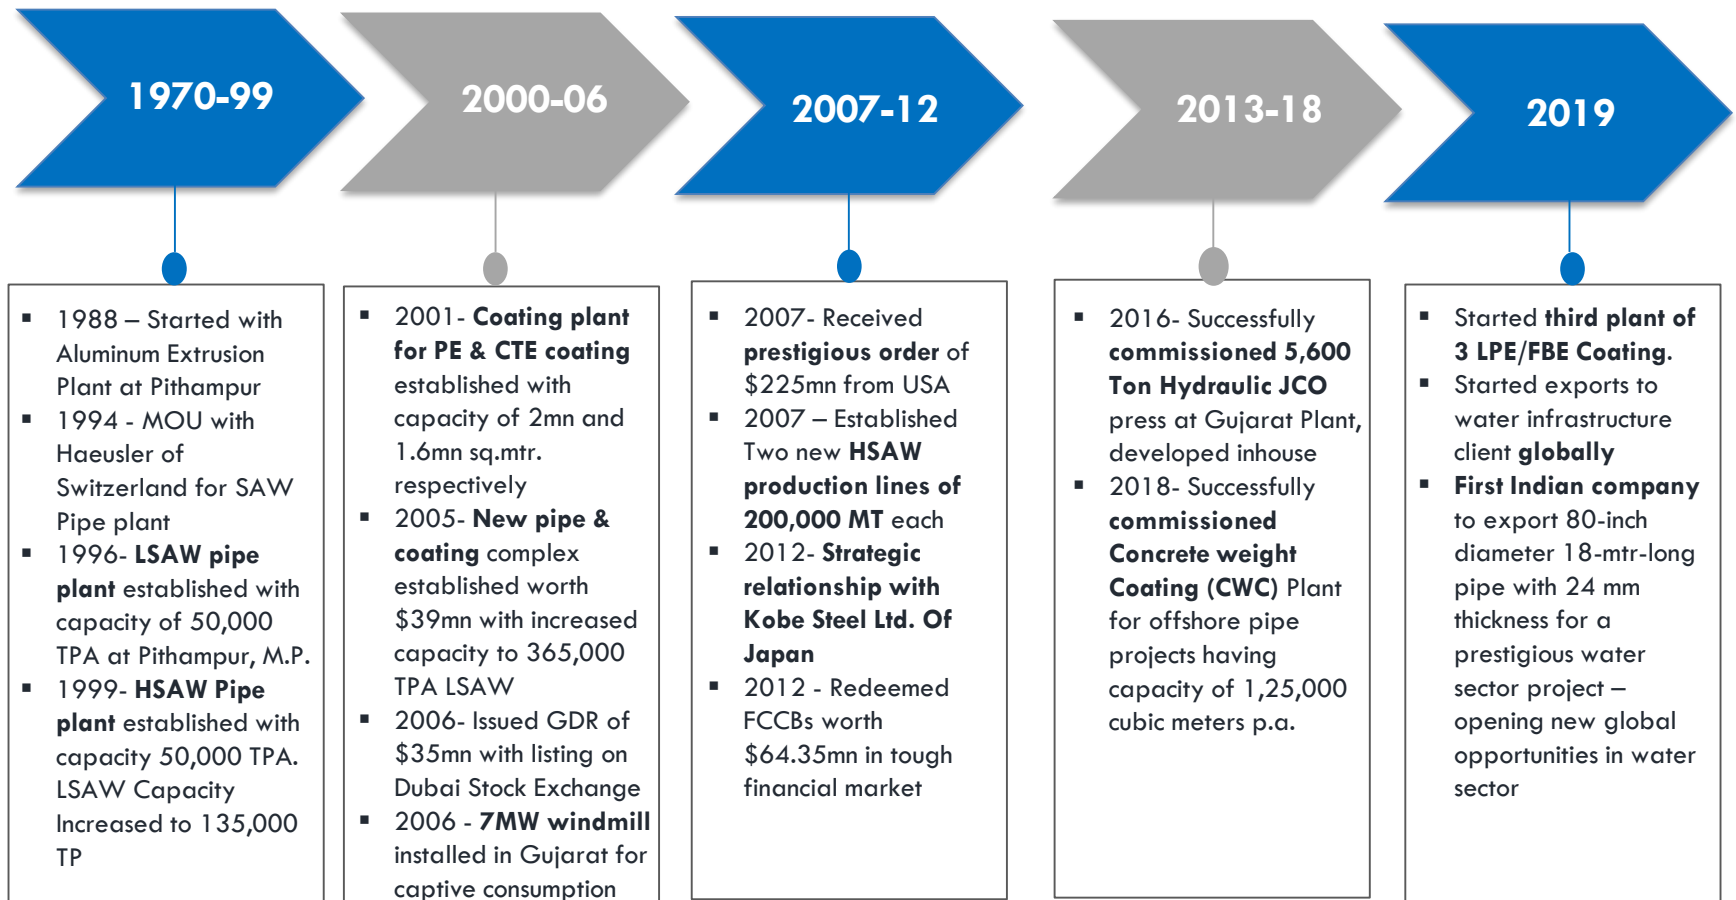 1970-99
2000-06
2007-12
2013-18
2019
▪ 1988 – Started with
Aluminum Extrusion
Plant at Pithampur
▪ 1994 - MOU with
Haeusler of
Switzerland for SAW
Pipe plant
▪ 1996- LSAW pipe
plant established with
capacity of 50,000
TPA at Pithampur, M.P.
▪ 1999- HSAW Pipe
plant established with
capacity 50,000 TPA.
LSAW Capacity
Increased to 135,000
TP
▪ 2001- Coating plant
for PE & CTE coating
established with
capacity of 2mn and
1.6mn sq.mtr.
respectively
▪ 2005- New pipe &
coating complex
established worth
$39mn with increased
capacity to 365,000
TPA LSAW
▪ 2006- Issued GDR of
$35mn with listing on
Dubai Stock Exchange
▪ 2006 - 7MW windmill
installed in Gujarat for
captive consumption
▪ 2007- Received
prestigious order of
$225mn from USA
▪ 2007 – Established
Two new HSAW
production lines of
200,000 MT each
▪ 2012- Strategic
relationship with
Kobe Steel Ltd. Of
Japan
▪ 2012 - Redeemed
FCCBs worth
$64.35mn in tough
financial market
▪ 2016- Successfully
commissioned 5,600
Ton Hydraulic JCO
press at Gujarat Plant,
developed inhouse
▪ 2018- Successfully
commissioned
Concrete weight
Coating (CWC) Plant
for offshore pipe
projects having
capacity of 1,25,000
cubic meters p.a.
▪ Started third plant of
3 LPE/FBE Coating.
▪ Started exports to
water infrastructure
client globally
▪ First Indian company
to export 80-inch
diameter 18-mtr-long
pipe with 24 mm
thickness for a
prestigious water
sector project –
opening new global
opportunities in water
sector